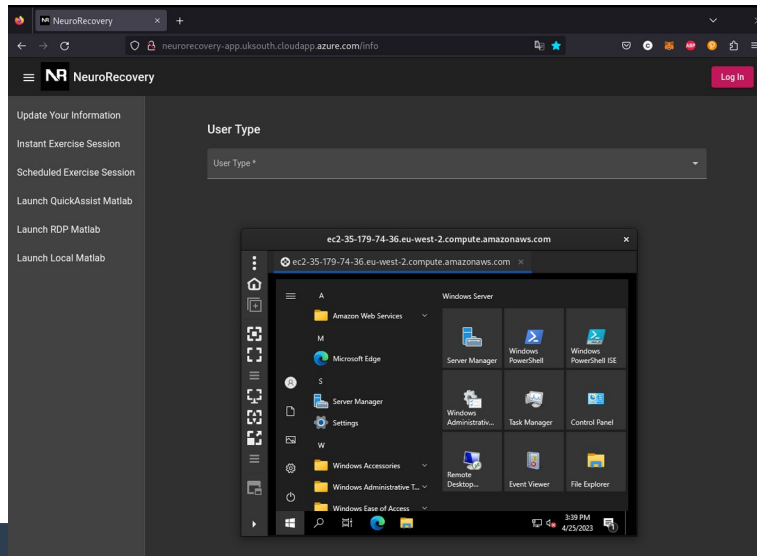 NR NeuroRecovery × +
neurorecovery-app.uksouth.cloudapp.azure.com/info
NR NeuroRecovery
Log In
Update Your Information
Instant Exercise Session
Scheduled Exercise Session
Launch QuickAssist Matlab
Launch RDP Matlab
Launch Local Matlab
User Type
User Type *
ec2-35-179-74-36.eu-west-2.compute.amazonaws.com ×
ec2-35-179-74-36.eu-west-2.compute.amazonaws.com ×
A
Amazon Web Services
M
Microsoft Edge
S
Server Manager
Settings
W
Windows Accessories
Windows Administrative T...
Windows Ease of Access
Windows Server
Server Manager
Windows
PowerShell
Windows
PowerShell ISE
Windows
Administrativ...
Task Manager
Control Panel
Remote
Desktop...
Event Viewer
File Explorer
3:39 PM
4/25/2023